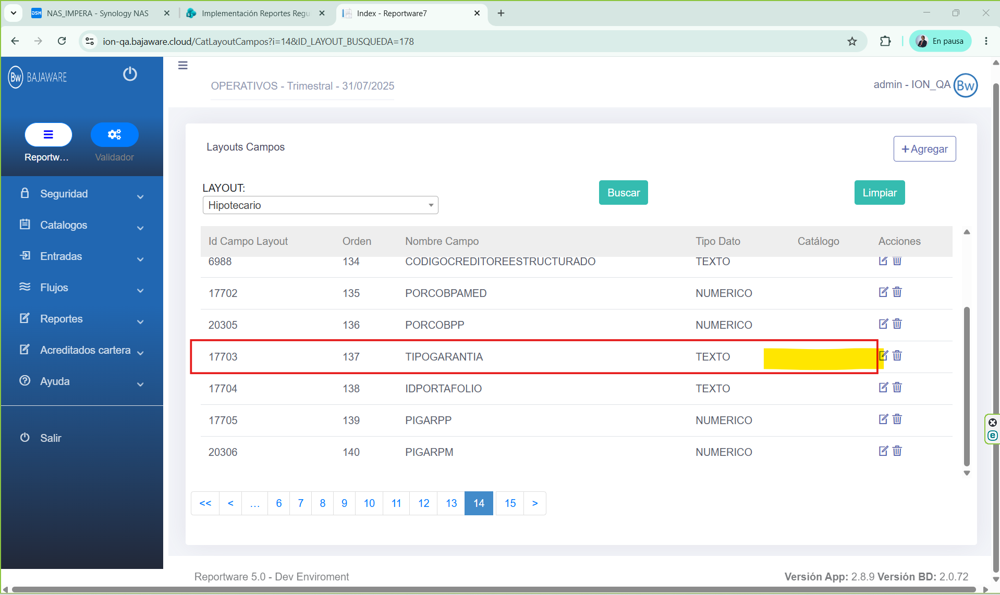 NAS_IMPERA - Synology NAS
Implementación Reportes Regu
Index - Reportware7
ion-qa.bajaware.cloud/CatLayoutCampos?i=14&ID_LAYOUT_BUSQUEDA=178
En pausa
Bw BAJAWARE
OPERATIVOS - Trimestral - 31/07/2025
admin - ION_QA
Bw
Reportw...
Validador
Seguridad
Catalogos
Entradas
Flujos
Reportes
Acreditados cartera
Ayuda
Salir
Layouts Campos
+Agregar
LAYOUT:
Hipotecario
Buscar
Limpiar
Id Campo Layout Orden Nombre Campo Tipo Dato Catálogo Acciones
6988 134 CODIGOCREDITOREESTRUCTURADO TEXTO
17702 135 PORCOBPAMED NUMERICO
20305 136 PORCOBPP NUMERICO
17703 137 TIPOGARANTIA TEXTO
17704 138 IDPORTAFOLIO TEXTO
17705 139 PIGARPP NUMERICO
20306 140 PIGARPM NUMERICO
<< < ... 6 7 8 9 10 11 12 13 14 15 >
Reportware 5.0 - Dev Enviroment
Versión App: 2.8.9 Versión BD: 2.0.72